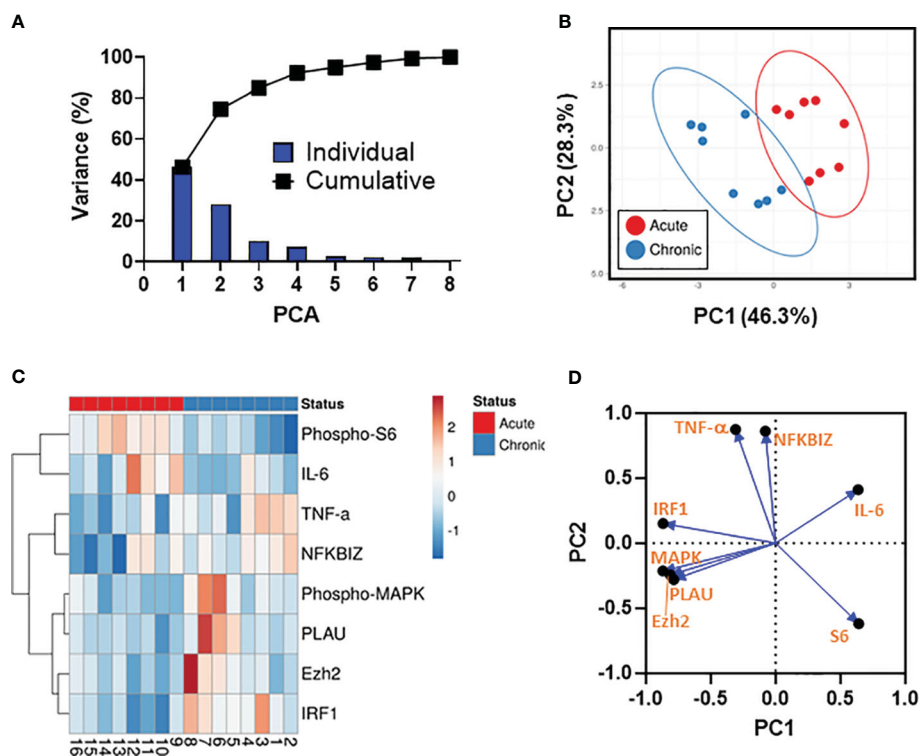 A
100
80
60
40
20
0
Variance (%)
Individual
Cumulative
0 1 2 3 4 5 6 7 8
PCA
B
2.5
0.0
2.5
5.0
PC2 (28.3%)
Acute
Chronic
-6 -3 0 3
PC1 (46.3%)
C
Status
Phospho-S6
IL-6
TNF-a
NFKBIZ
Phospho-MAPK
PLAU
Ezh2
IRF1
16 15 14 13 12 11 10 9 8 7 6 5 4 3 1 2
2
1
0
-1
Status
Acute
Chronic
D
1.0
0.5
0.0
-0.5
-1.0
PC2
TNF-α
NFKBIZ
IRF1
IL-6
MAPK
PLAU
Ezh2
S6
-1.0 -0.5 0.0 0.5 1.0
PC1